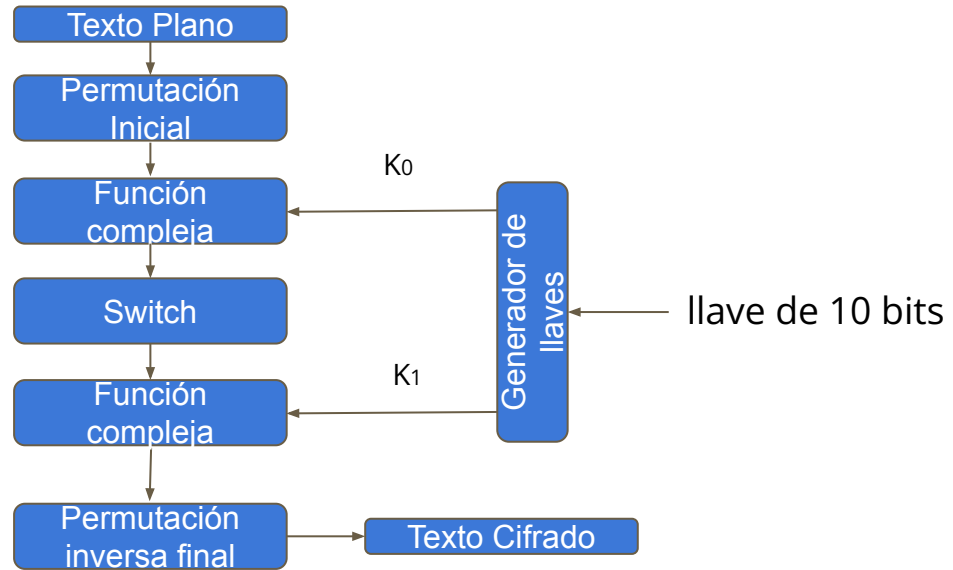 Texto Plano
Permutación
Inicial
K0
Función
compleja
Generador de
llaves
llave de 10 bits
Switch
K1
Función
compleja
Permutación
inversa final
Texto Cifrado